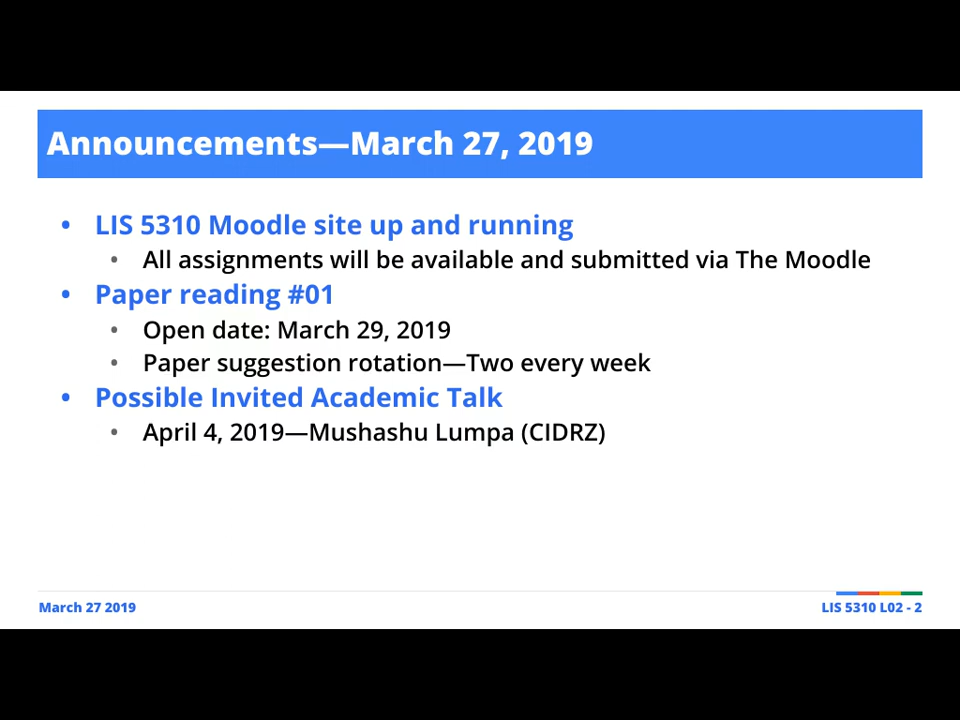 Announcements—March 27, 2019
• LIS 5310 Moodle site up and running
• All assignments will be available and submitted via The Moodle
• Paper reading #01
• Open date: March 29, 2019
• Paper suggestion rotation—Two every week
• Possible Invited Academic Talk
• April 4, 2019—Mushashu Lumpa (CIDRZ)
March 27 2019
LIS 5310 L02 - 2